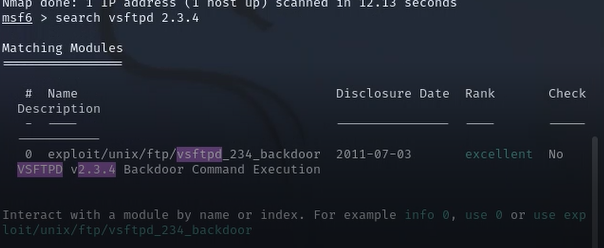 Nmap done: 1 IP address (1 host up) scanned in 12.13 seconds
msf6 > search vsftpd 2.3.4
Matching Modules
================
# Name Disclosure Date Rank Check
Description
- ---- --------------- ---- -----
-----------
0 exploit/unix/ftp/vsftpd_234_backdoor 2011-07-03 excellent No
VSFTPD v2.3.4 Backdoor Command Execution
Interact with a module by name or index. For example info 0, use 0 or use exp
loit/unix/ftp/vsftpd_234_backdoor